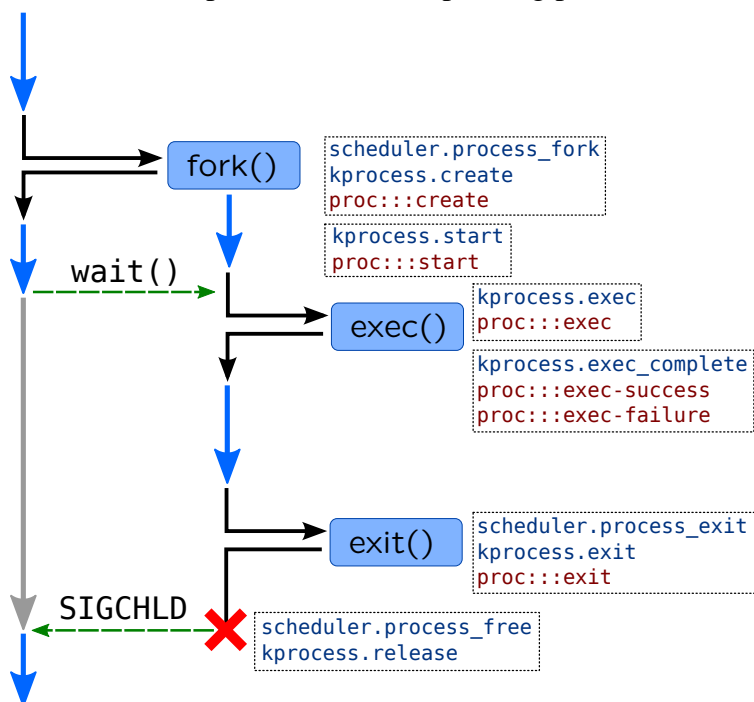 fork()
scheduler.process_fork
kprocess.create
proc:::create
kprocess.start
proc:::start
wait()
exec()
kprocess.exec
proc:::exec
kprocess.exec_complete
proc:::exec-success
proc:::exec-failure
exit()
scheduler.process_exit
kprocess.exit
proc:::exit
SIGCHLD
scheduler.process_free
kprocess.release